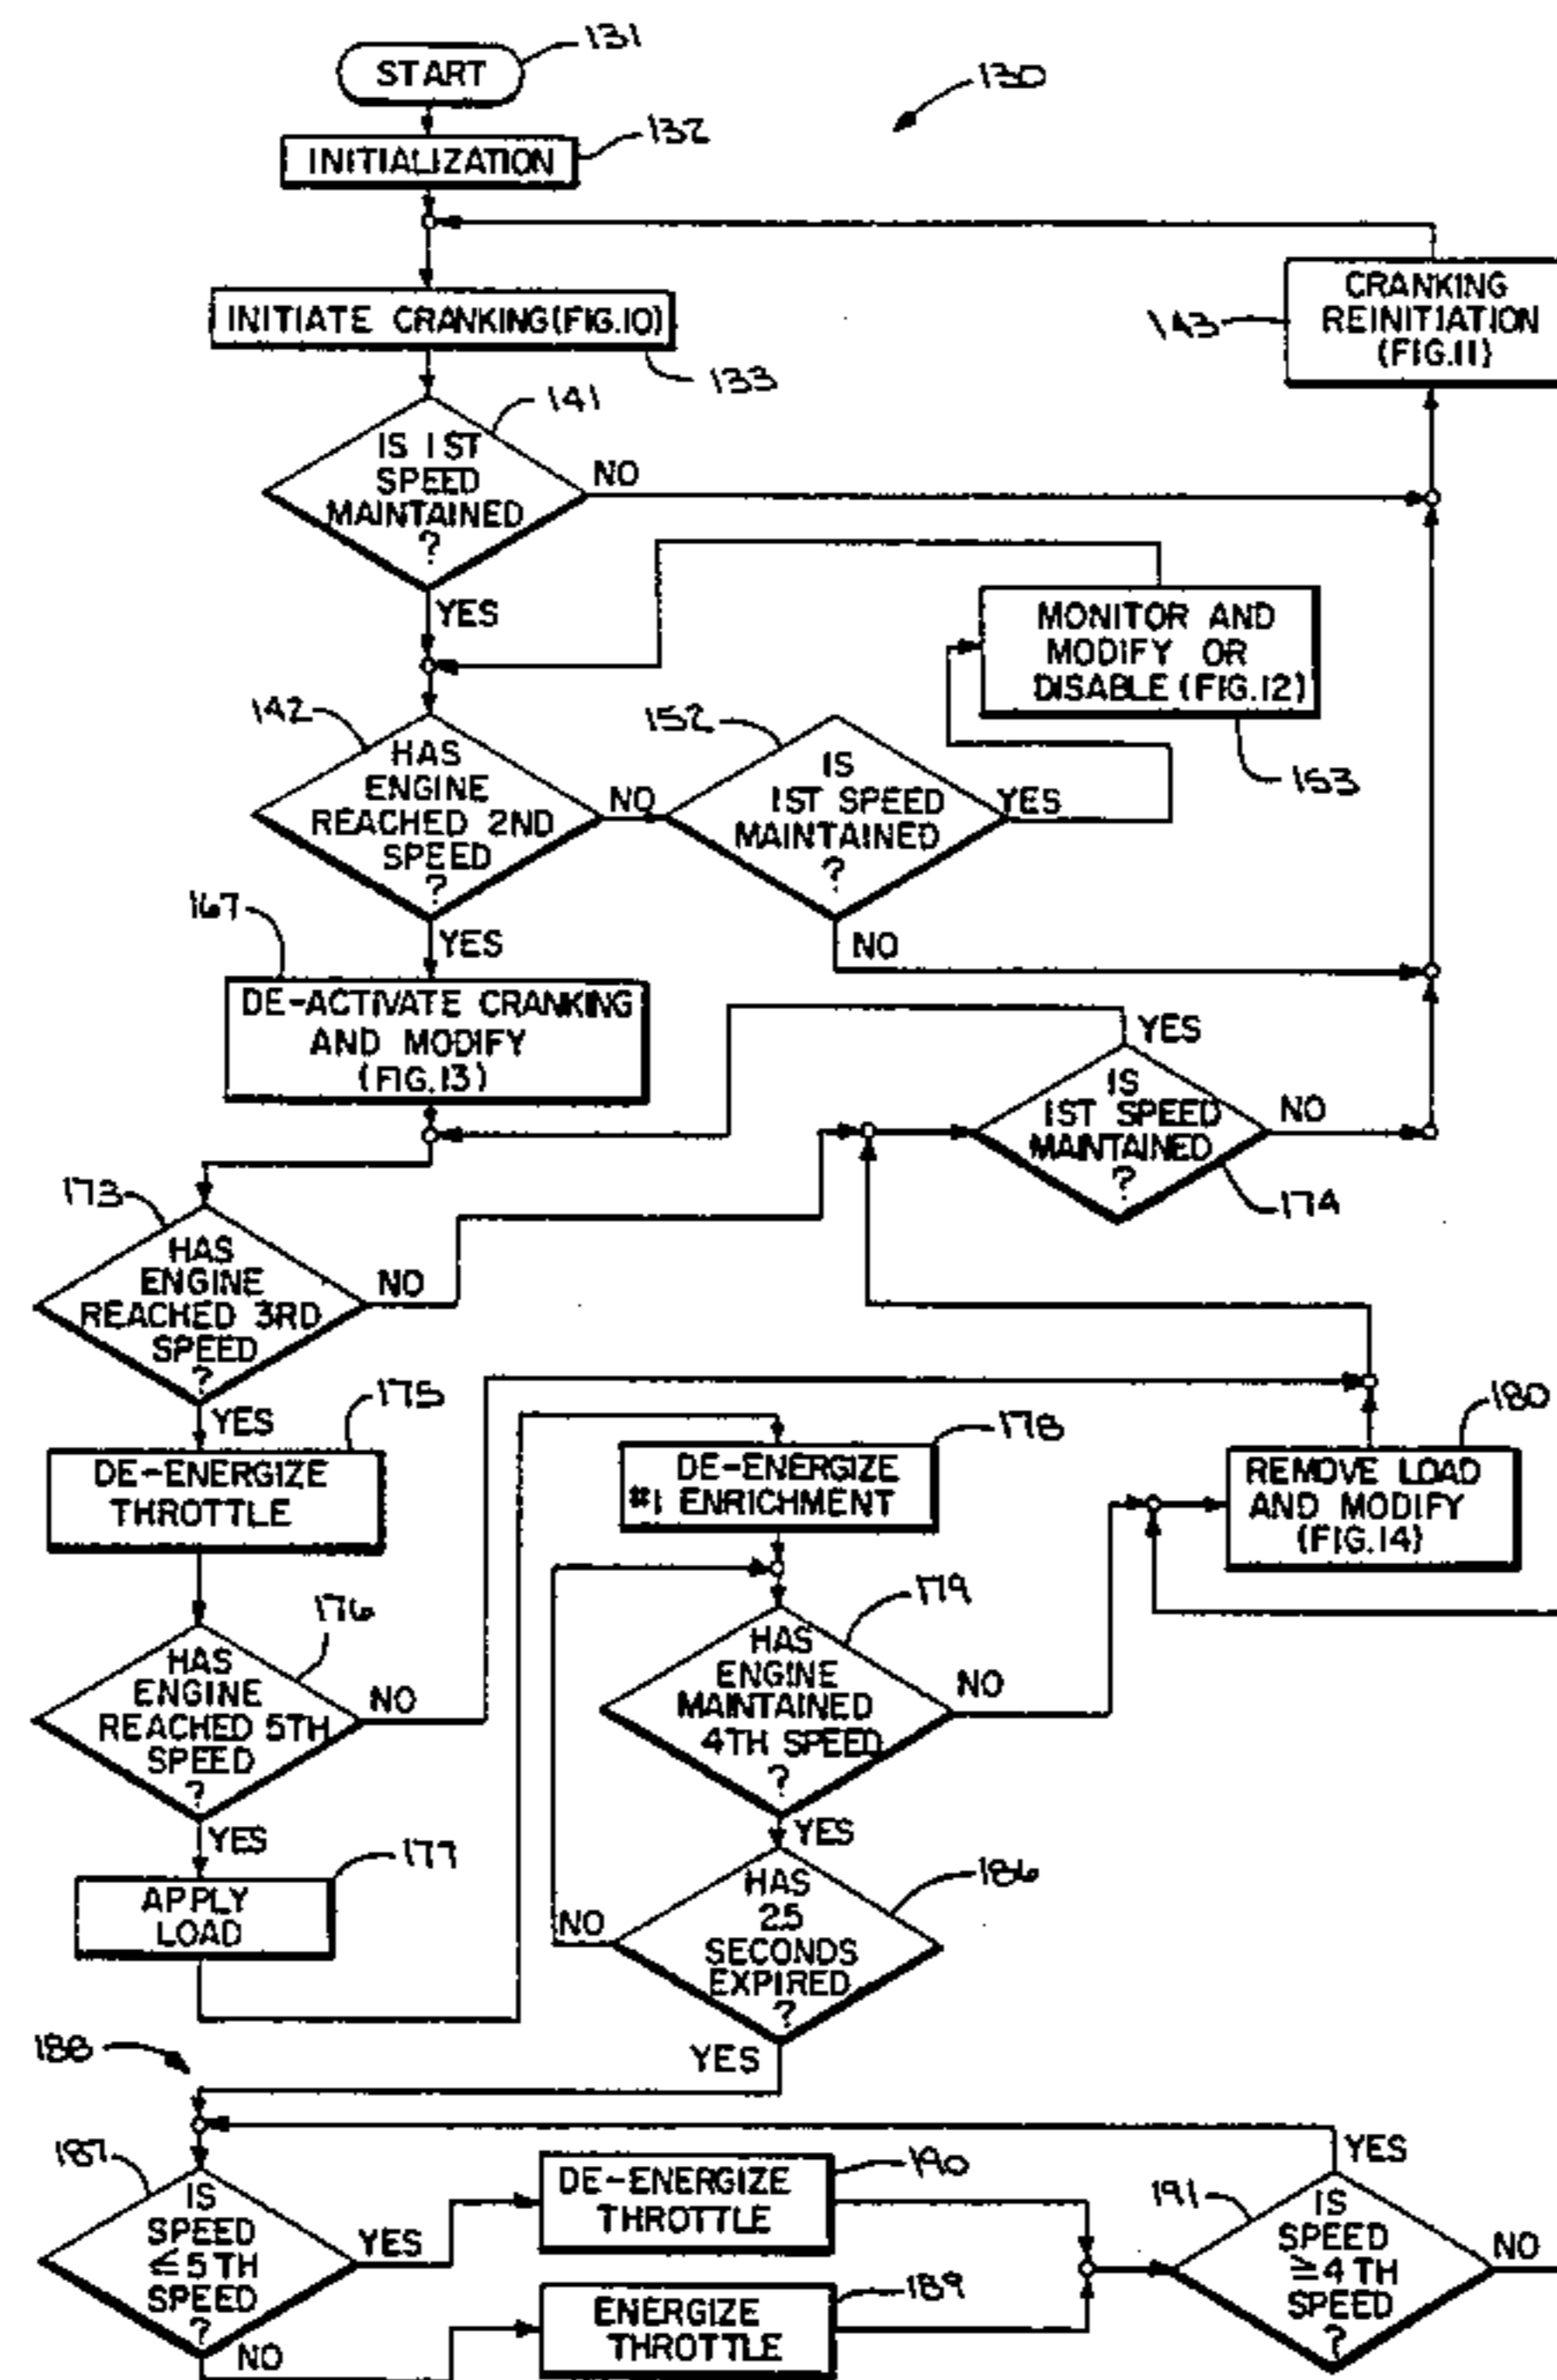 START
131
130
INITIALIZATION
132
INITIATE CRANKING(FIG.10)
133
CRANKING
REINITIATION
(FIG.11)
143
IS 1ST
SPEED
MAINTAINED
?
141
NO
YES
MONITOR AND
MODIFY OR
DISABLE (FIG.12)
153
142
HAS
ENGINE
REACHED 2ND
SPEED
?
NO
152
IS
1ST SPEED
MAINTAINED
?
YES
NO
YES
167
DE-ACTIVATE CRANKING
AND MODIFY
(FIG.13)
YES
IS
1ST SPEED
MAINTAINED
?
NO
174
173
HAS
ENGINE
REACHED 3RD
SPEED
?
NO
YES
175
DE-ENERGIZE
THROTTLE
178
DE-ENERGIZE
#1 ENRICHMENT
180
REMOVE LOAD
AND MODIFY
(FIG.14)
176
HAS
ENGINE
REACHED 5TH
SPEED
?
NO
YES
179
HAS
ENGINE
MAINTAINED
4TH SPEED
?
NO
YES
177
APPLY
LOAD
186
HAS
25
SECONDS
EXPIRED
?
NO
YES
188
187
IS
SPEED
≤5TH
SPEED
?
YES
NO
190
DE-ENERGIZE
THROTTLE
189
ENERGIZE
THROTTLE
191
IS
SPEED
≥4TH
SPEED
?
YES
NO